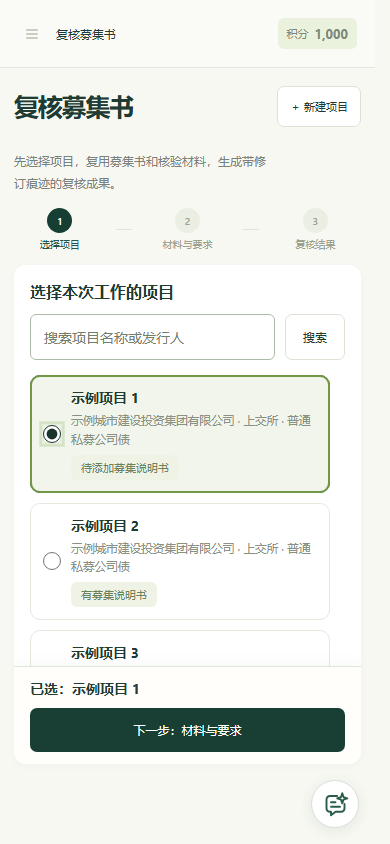 复核募集书
积分 1,000
复核募集书
+ 新建项目
先选择项目，复用募集书和核验材料，生成带修
订痕迹的复核成果。
1
2
3
选择项目
材料与要求
复核结果
选择本次工作的项目
搜索项目名称或发行人
搜索
示例项目 1
示例城市建设投资集团有限公司 · 上交所 · 普通
私募公司债
待添加募集说明书
示例项目 2
示例城市建设投资集团有限公司 · 上交所 · 普通
私募公司债
有募集说明书
示例项目 3
已选：示例项目 1
下一步：材料与要求